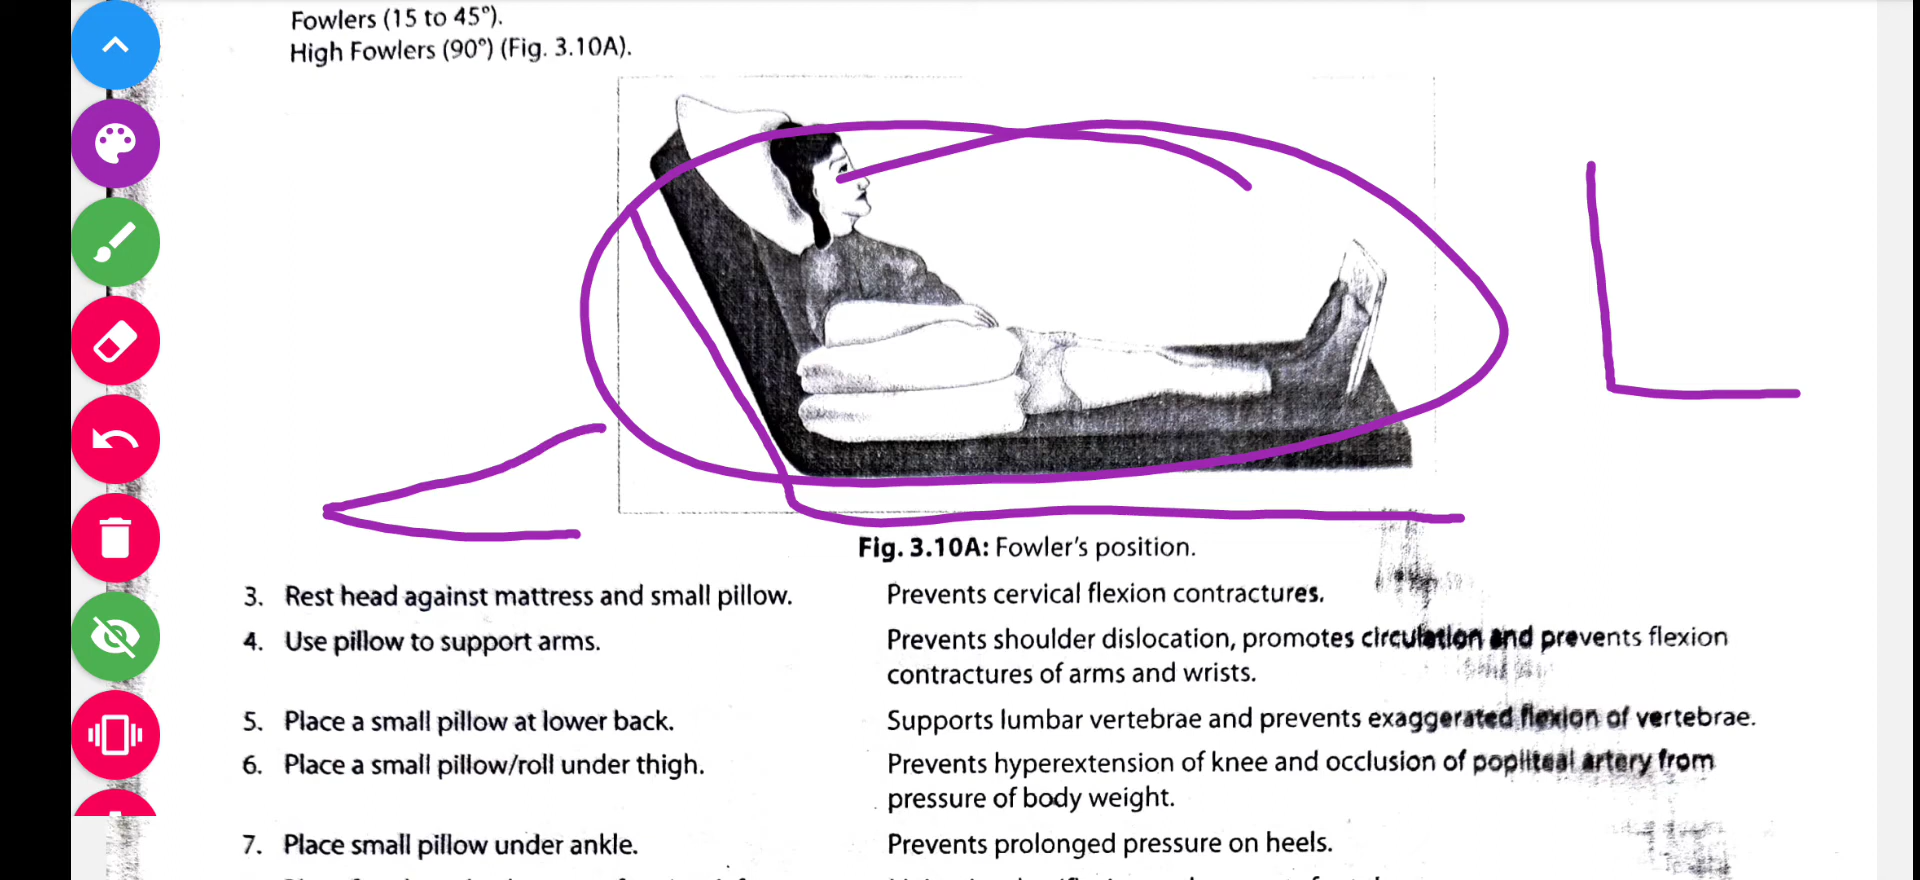 Fowlers (15 to 45°).
High Fowlers (90°) (Fig. 3.10A).
Fig. 3.10A: Fowler's position.
3. Rest head against mattress and small pillow. Prevents cervical flexion contractures.
4. Use pillow to support arms. Prevents shoulder dislocation, promotes circulation and prevents flexion
contractures of arms and wrists.
5. Place a small pillow at lower back. Supports lumbar vertebrae and prevents exaggerated flexion of vertebrae.
6. Place a small pillow/roll under thigh. Prevents hyperextension of knee and occlusion of popliteal artery from
pressure of body weight.
7. Place small pillow under ankle. Prevents prolonged pressure on heels.